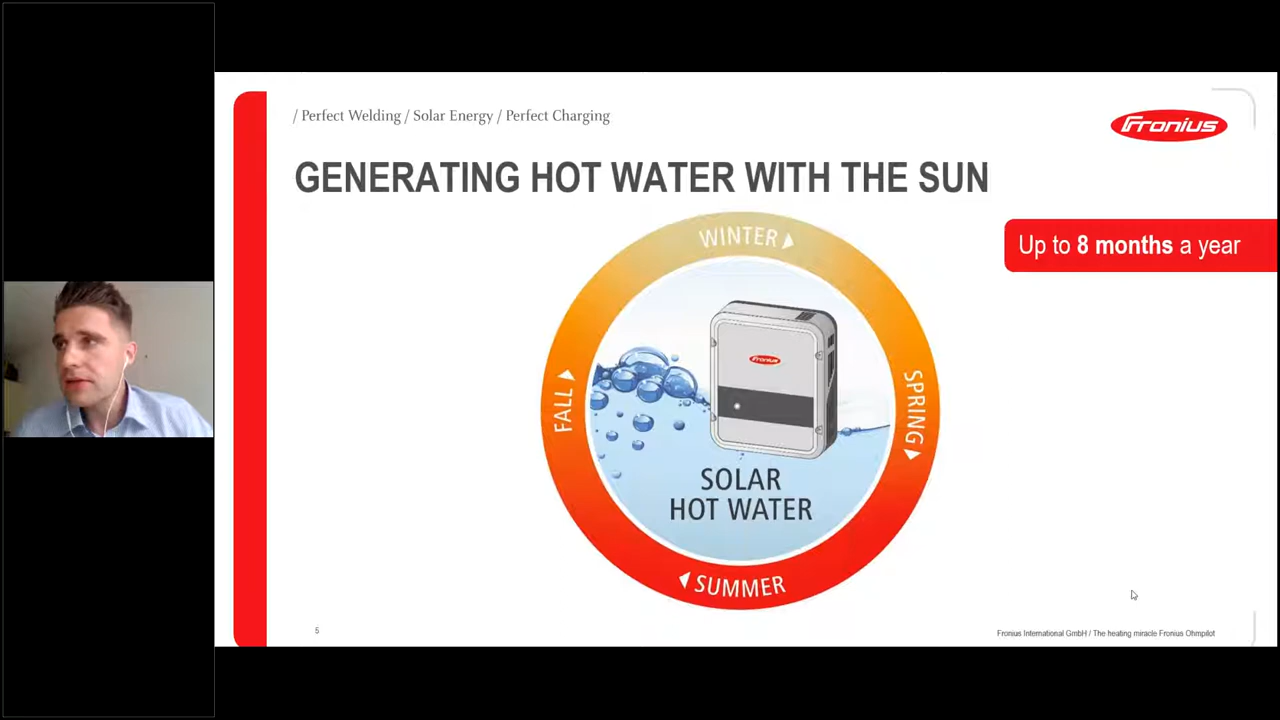 / Perfect Welding / Solar Energy / Perfect Charging
Fronius
GENERATING HOT WATER WITH THE SUN
Up to 8 months a year
WINTER
SPRING
SUMMER
FALL
Fronius
SOLAR
HOT WATER
5
Fronius International GmbH / The heating miracle Fronius Ohmpilot